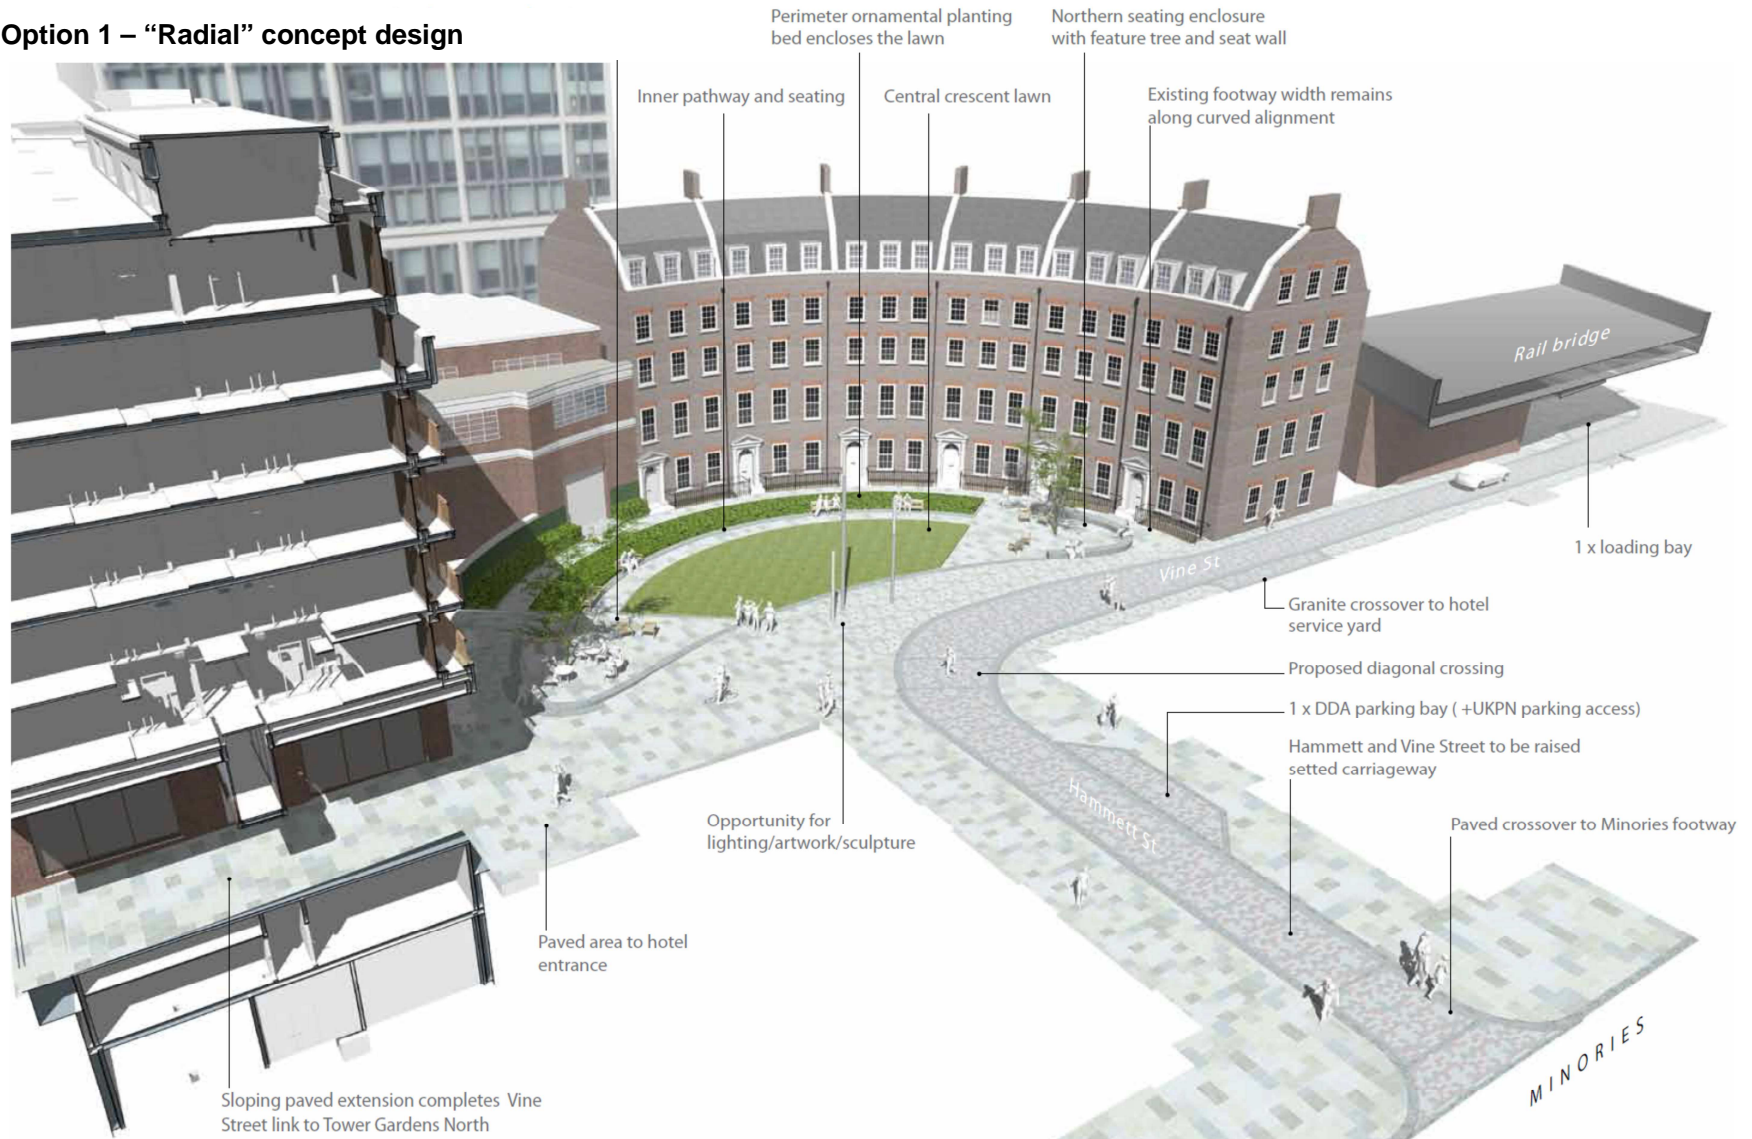 Option 1 – “Radial” concept design
Perimeter ornamental planting
bed encloses the lawn
Northern seating enclosure
with feature tree and seat wall
Inner pathway and seating
Central crescent lawn
Existing footway width remains
along curved alignment
Rail bridge
1 x loading bay
Vine St
Granite crossover to hotel
service yard
Proposed diagonal crossing
1 x DDA parking bay ( +UKPN parking access)
Hammett and Vine Street to be raised
setted carriageway
Hammett St
Opportunity for
lighting/artwork/sculpture
Paved crossover to Minories footway
Paved area to hotel
entrance
MINORIES
Sloping paved extension completes Vine
Street link to Tower Gardens North